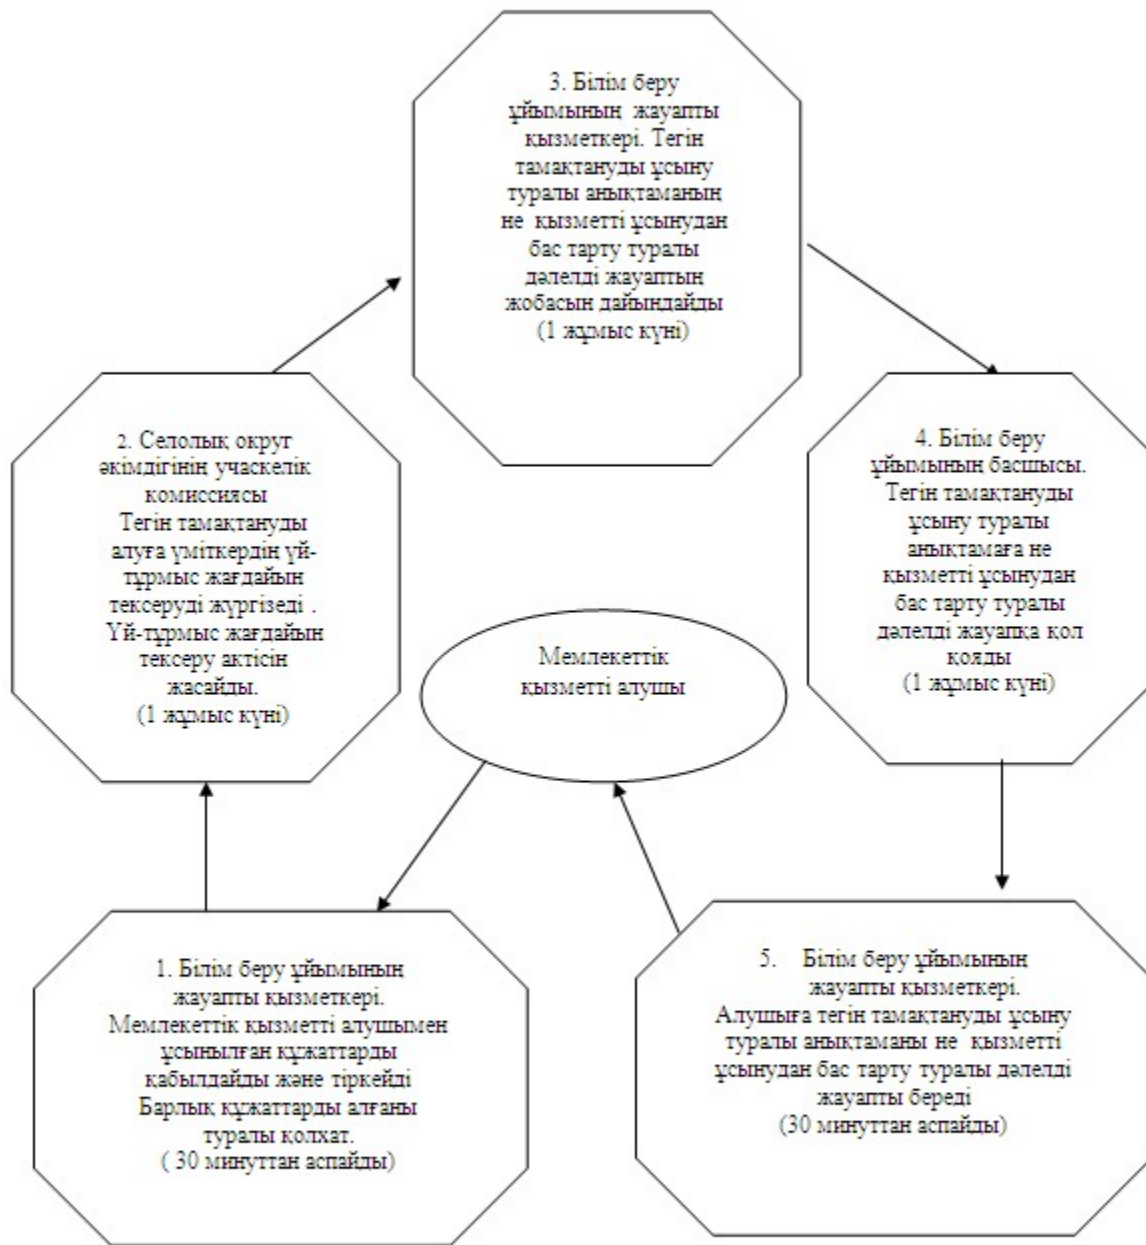 3. Білім беру
ұйымының жауапты
қызметкері. Тегін
тамақтануды ұсыну
туралы анықтаманың
не қызметті ұсынудан
бас тарту туралы
дәлелді жауаптың
жобасын дайындайды
(1 жұмыс күні)
2. Селолық округ
әкімдігінің учаскелік
комиссиясы
Тегін тамақтануды
алуға үміткердің үй-
тұрмыс жағдайын
тексеруді жүргізеді .
Үй-тұрмыс жағдайын
тексеру актісін
жасайды.
(1 жұмыс күні)
4. Білім беру
ұйымының басшысы.
Тегін тамақтануды
ұсыну туралы
анықтамаға не
қызметті ұсынудан
бас тарту туралы
дәлелді жауапқа қол
қояды
(1 жұмыс күні)
Мемлекеттік
қызметті алушы
1. Білім беру ұйымының
жауапты қызметкері.
Мемлекеттік қызметті алушымен
ұсынылған құжаттарды
қабылдайды және тіркейді
Барлық құжаттарды алғаны
туралы қолхат.
( 30 минуттан аспайды)
5. Білім беру ұйымының
жауапты қызметкері.
Алушыға тегін тамақтануды ұсыну
туралы анықтаманы не қызметті
ұсынудан бас тарту туралы дәлелді
жауапты береді
(30 минуттан аспайды)